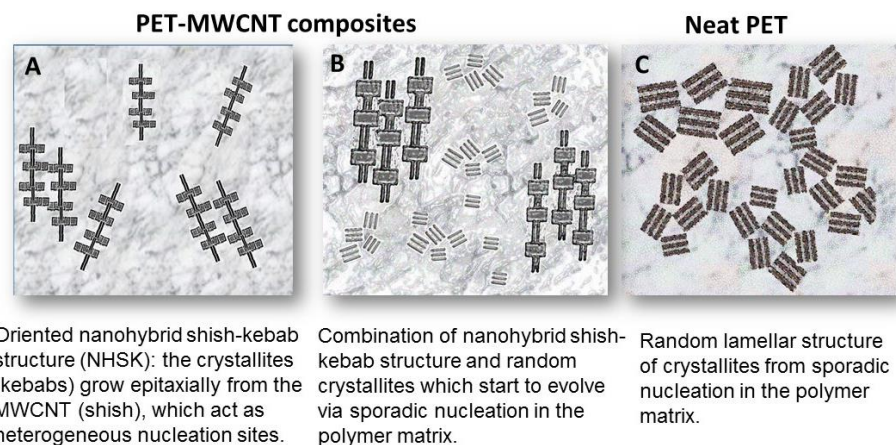 PET-MWCNT composites
Neat PET
A
B
C
Oriented nanohybrid shish-kebab
structure (NHSK): the crystallites
(kebabs) grow epitaxially from the
MWCNT (shish), which act as
heterogeneous nucleation sites.
Combination of nanohybrid shish-
kebab structure and random
crystallites which start to evolve
via sporadic nucleation in the
polymer matrix.
Random lamellar structure
of crystallites from sporadic
nucleation in the polymer
matrix.